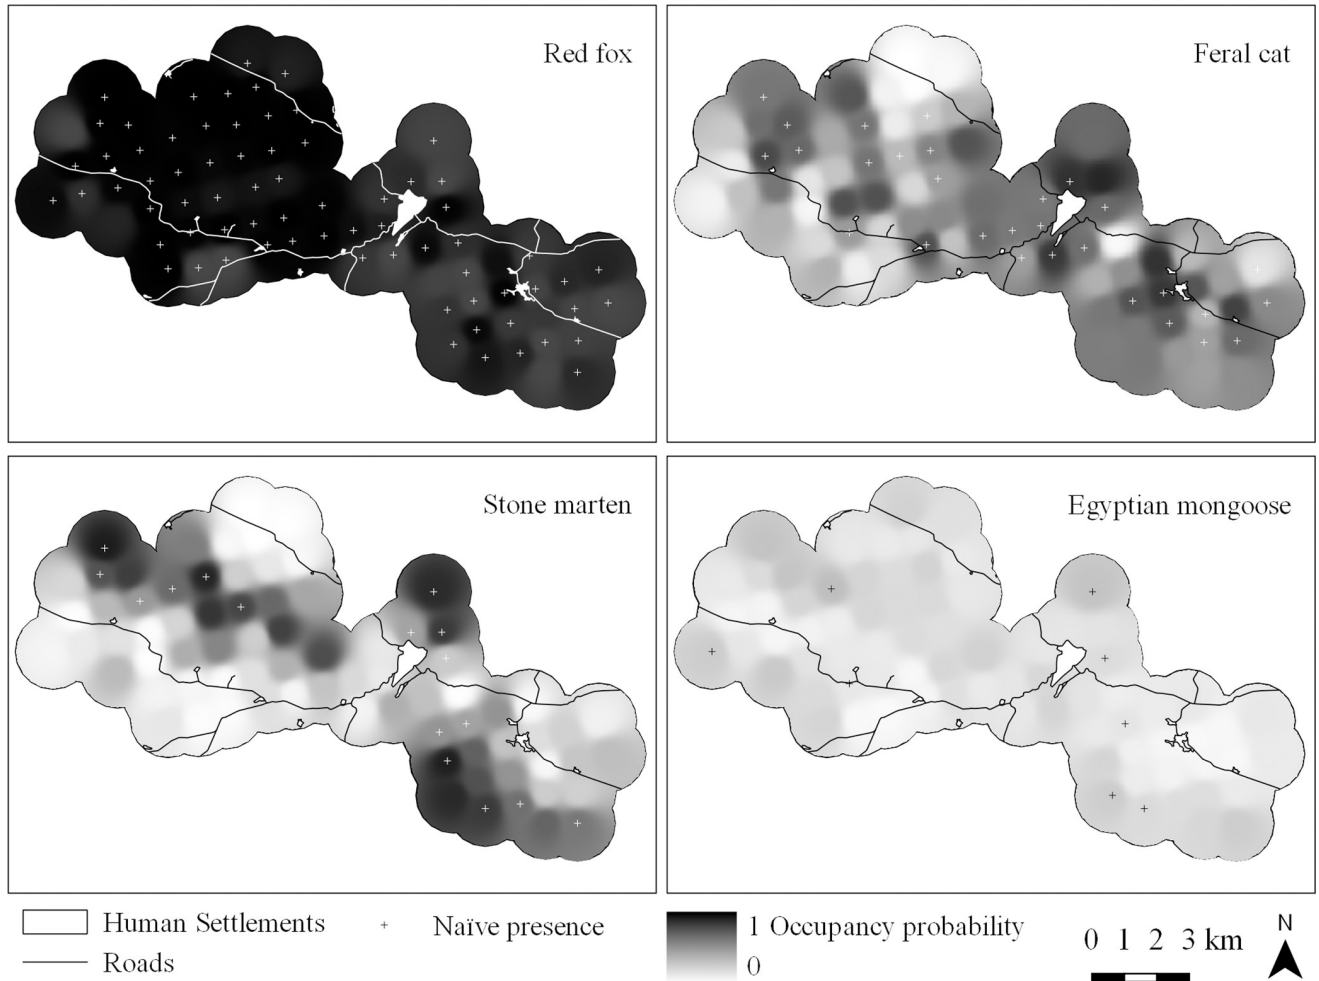 Red fox
Feral cat
Stone marten
Egyptian mongoose
Human Settlements
Naïve presence
Roads
1 Occupancy probability
0
0 1 2 3 km
N